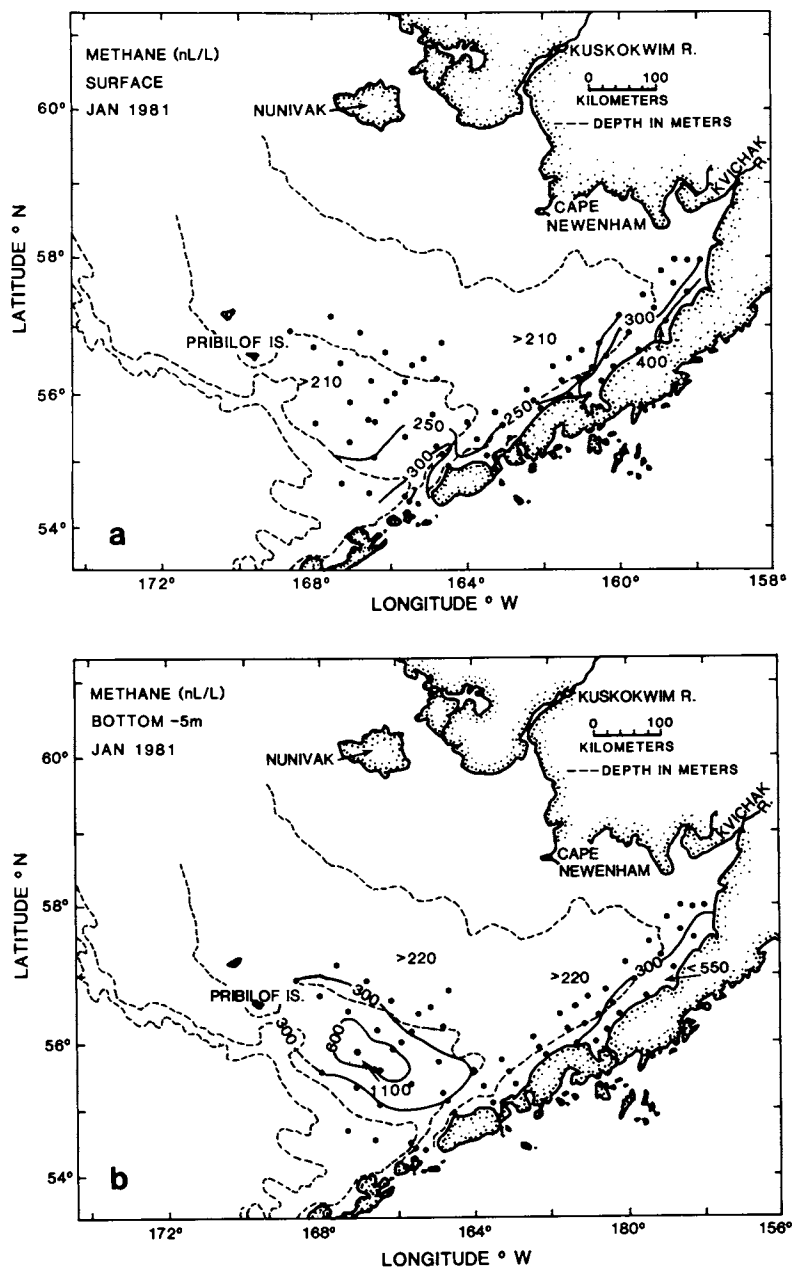 METHANE (nL/L)
SURFACE
JAN 1981
KUSKOKWIM R.
0 100
KILOMETERS
DEPTH IN METERS
NUNIVAK
KVICHAK
R.
CAPE
NEWENHAM
PRIBILOF IS.
>210
>210
300
400
250
250
300
a
60°
58°
56°
54°
LATITUDE ° N
172° 168° 164° 160° 158°
LONGITUDE ° W
METHANE (nL/L)
BOTTOM -5m
JAN 1981
KUSKOKWIM R.
0 100
KILOMETERS
DEPTH IN METERS
NUNIVAK
KVICHAK
R.
CAPE
NEWENHAM
>220
>220
300
<550
PRIBILOF IS.
300
300
800
1100
b
60°
58°
56°
54°
LATITUDE ° N
172° 168° 164° 180° 156°
LONGITUDE ° W